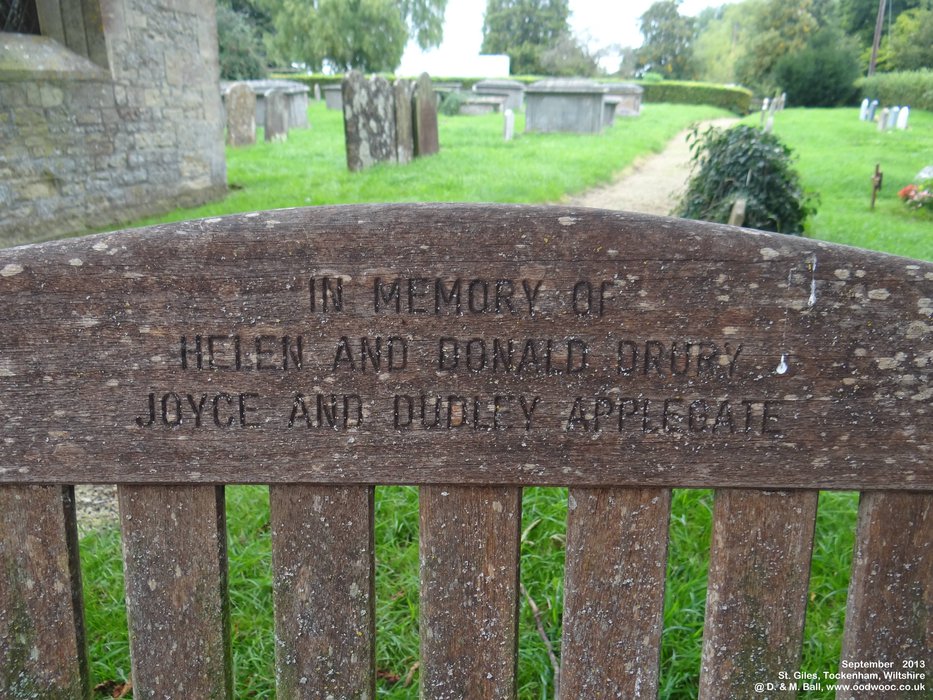 IN MEMORY OF
HELEN AND DONALD DRURY
JOYCE AND DUDLEY APPLEGATE
September 2013
St. Giles, Tockenham, Wiltshire
@ D. & M. Ball, www.oodwooc.co.uk